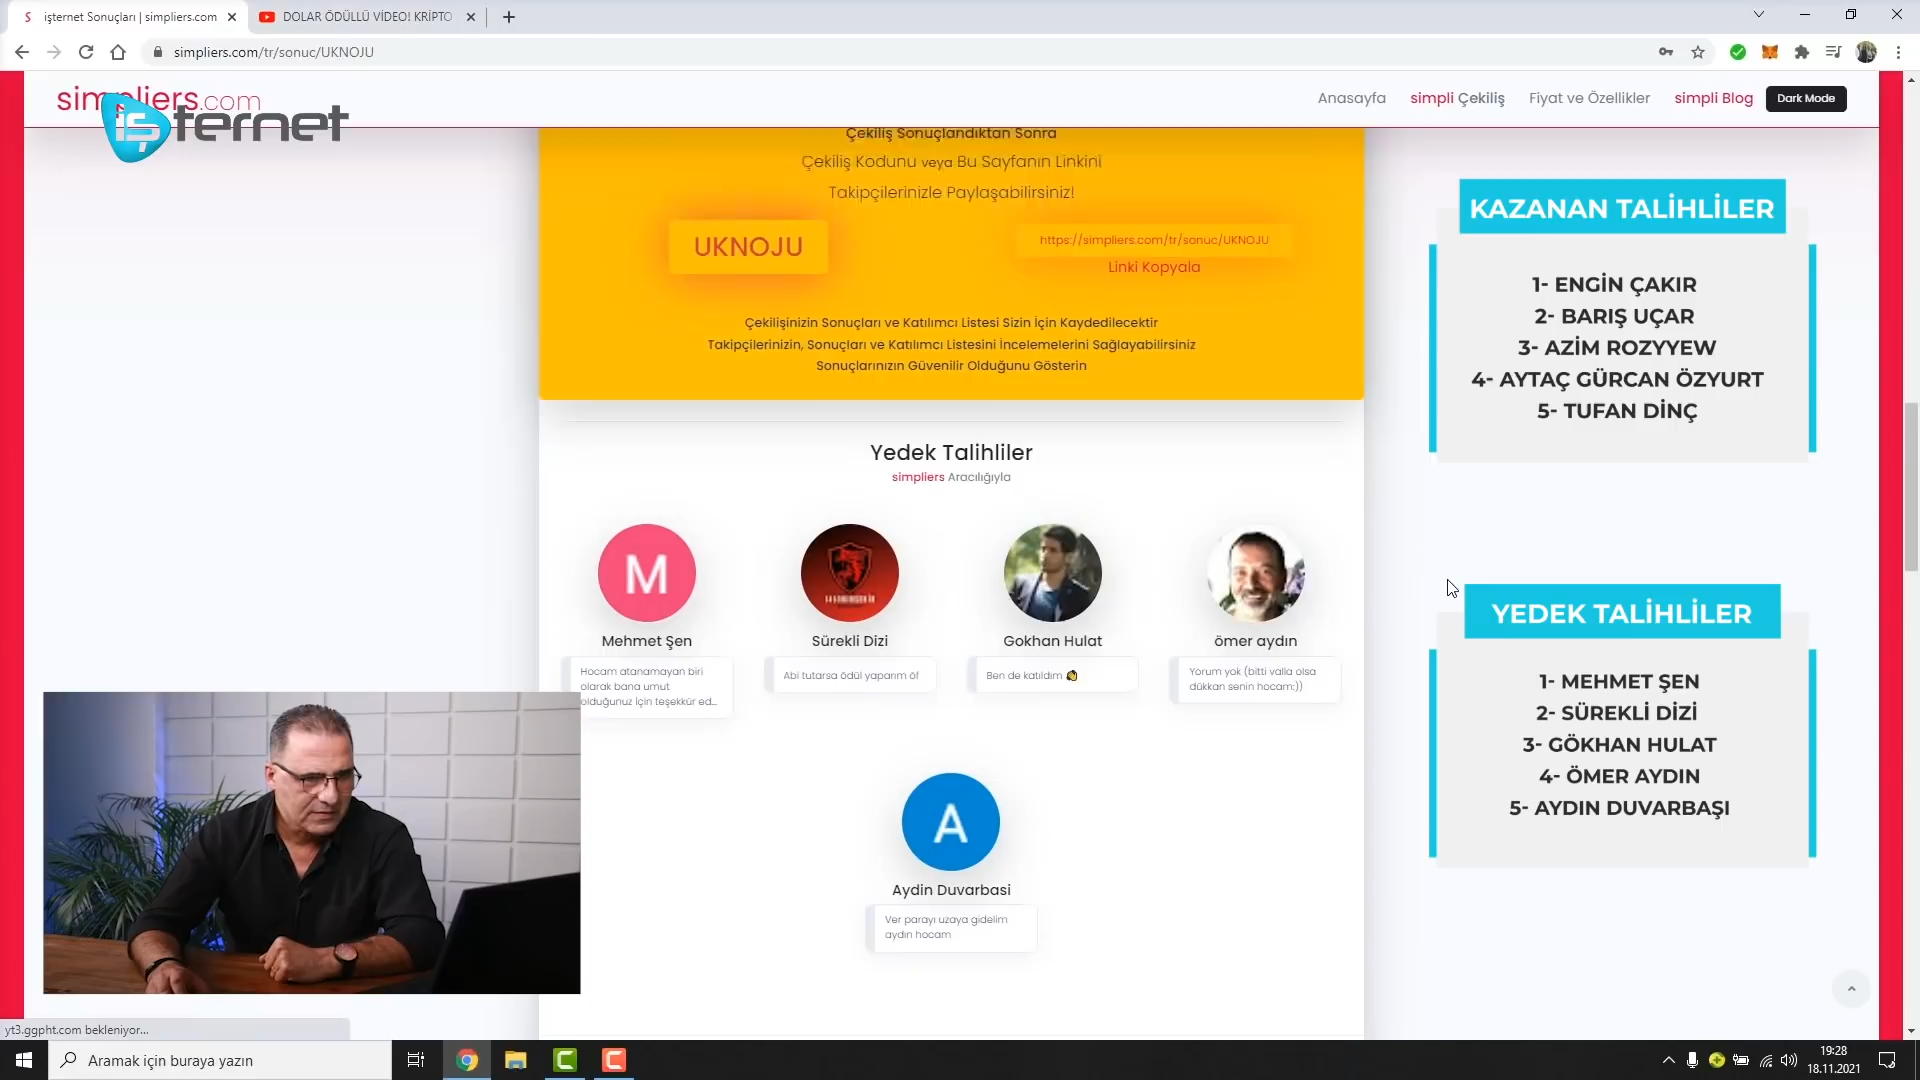 işternet Sonuçları | simpliers.com
DOLAR ÖDÜLLÜ VİDEO! KRİPTO
simpliers.com/tr/sonuc/UKNOJU
simpliers.com
işternet
Anasayfa
simpli Çekiliş
Fiyat ve Özellikler
simpli Blog
Dark Mode
Çekiliş Sonuçlandıktan Sonra
Çekiliş Kodunu veya Bu Sayfanın Linkini
Takipçilerinizle Paylaşabilirsiniz!
UKNOJU
https://simpliers.com/tr/sonuc/UKNOJU
Linki Kopyala
Çekilişinizin Sonuçları ve Katılımcı Listesi Sizin İçin Kaydedilecektir
Takipçilerinizin, Sonuçları ve Katılımcı Listesini İncelemelerini Sağlayabilirsiniz
Sonuçlarınızın Güvenilir Olduğunu Gösterin
Yedek Talihliler
simpliers Aracılığıyla
M
Mehmet Şen
Hocam atanamayan biri
olarak bana umut
olduğunuz için teşekkür ed...
Sürekli Dizi
Abi tutarsa ödül yaparım öf
Gokhan Hulat
Ben de katıldım 👏
ömer aydın
Yorum yok (bitti valla olsa
dükkan senin hocam:))
A
Aydin Duvarbasi
Ver parayı uzaya gidelim
aydın hocam
KAZANAN TALİHLİLER
1- ENGİN ÇAKIR
2- BARIŞ UÇAR
3- AZİM ROZYYEW
4- AYTAÇ GÜRCAN ÖZYURT
5- TUFAN DİNÇ
YEDEK TALİHLİLER
1- MEHMET ŞEN
2- SÜREKLİ DİZİ
3- GÖKHAN HULAT
4- ÖMER AYDIN
5- AYDIN DUVARBAŞI
yt3.ggpht.com bekleniyor...
Aramak için buraya yazın
19:28
18.11.2021